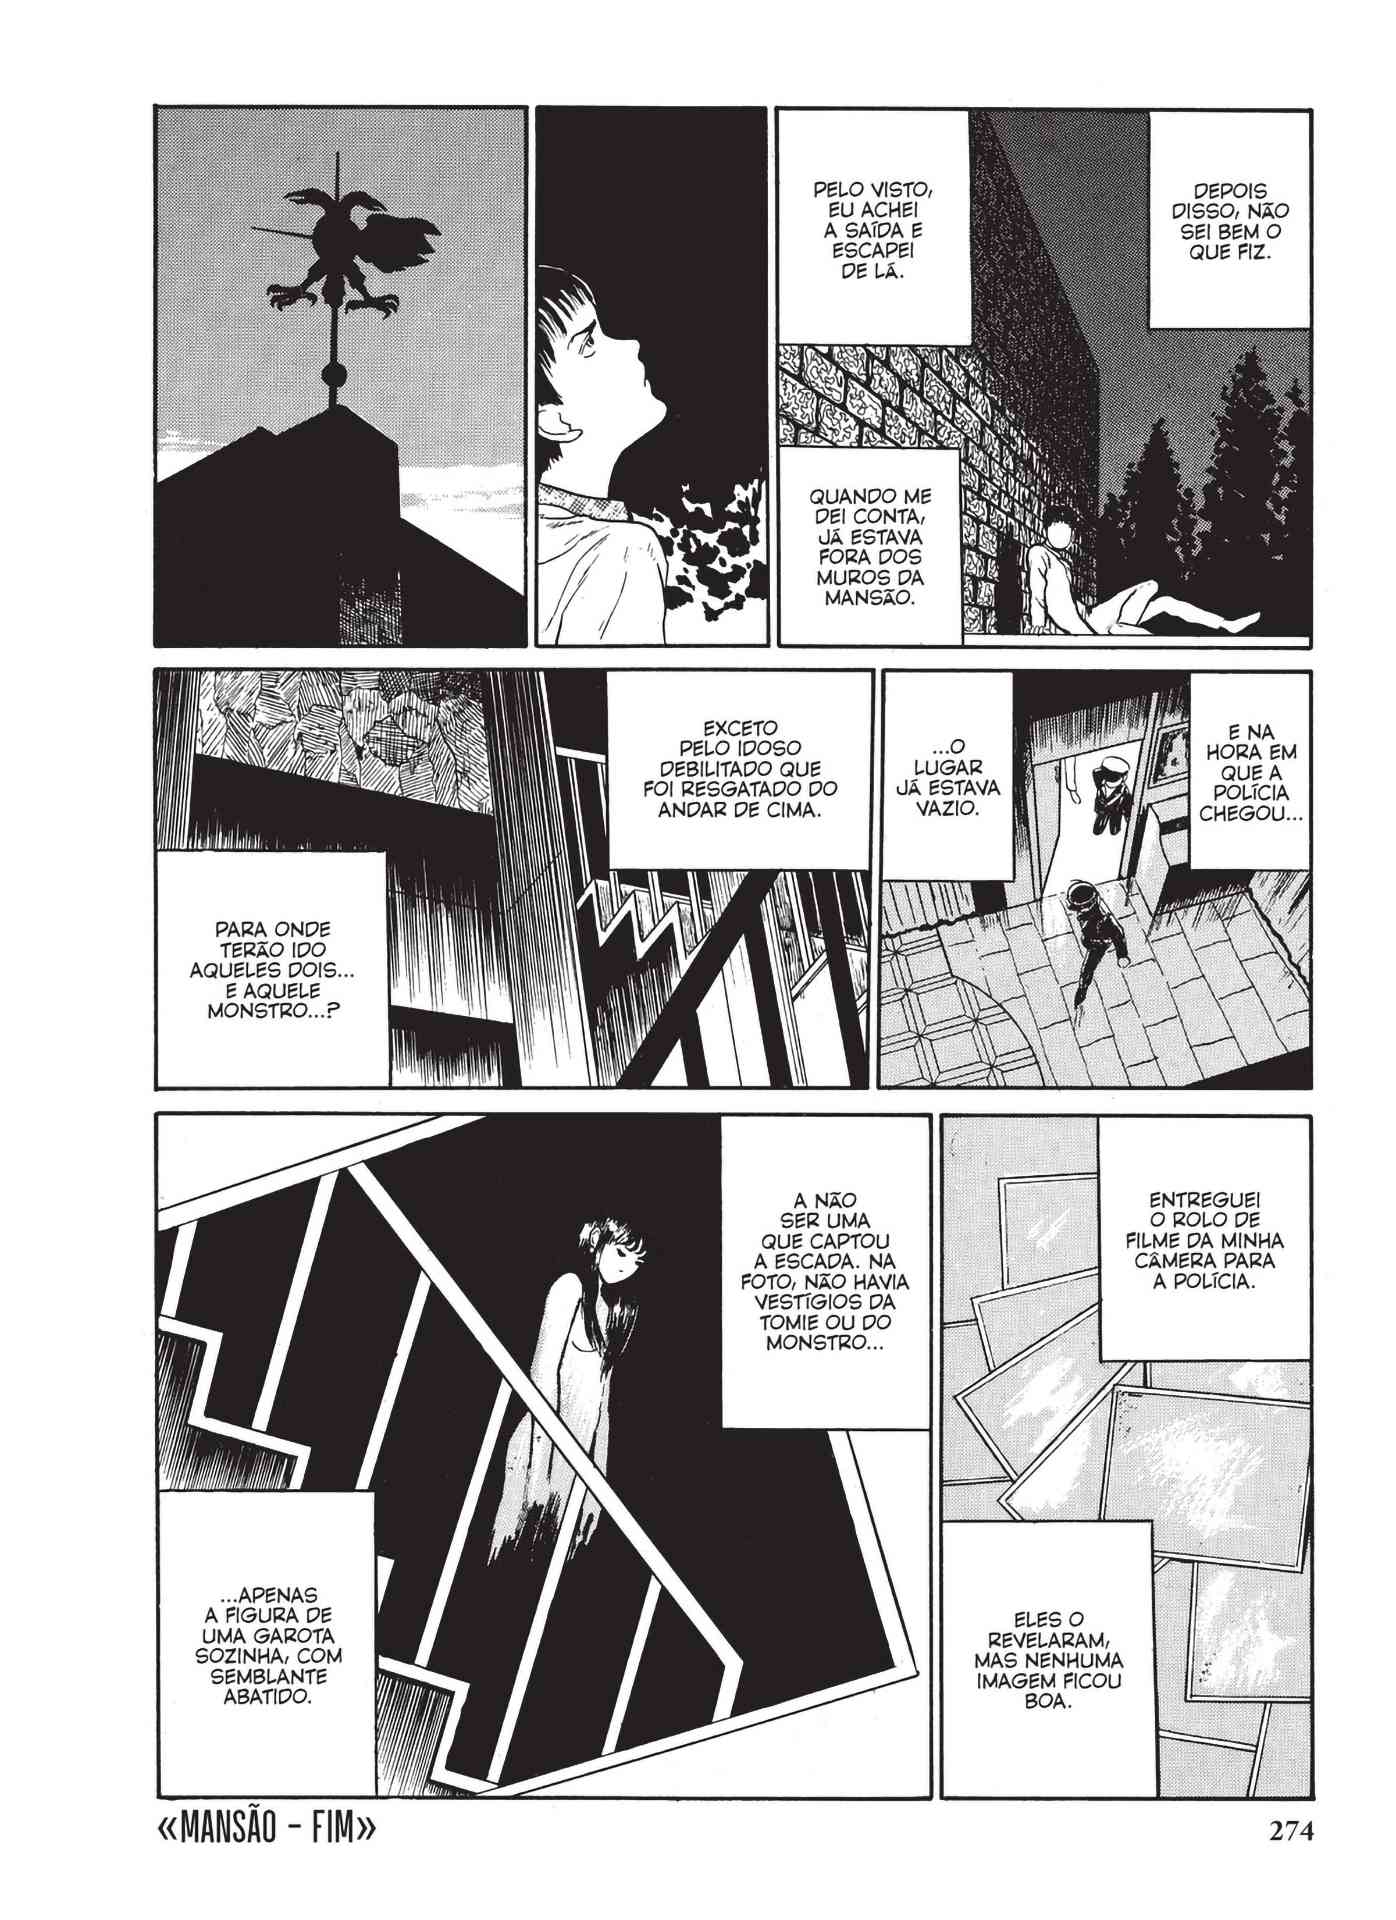 DEPOIS
DISSO, NÃO
SEI BEM O
QUE FIZ.
PELO VISTO,
EU ACHEI
A SAÍDA E
ESCAPEI
DE LÁ.
QUANDO ME
DEI CONTA,
JÁ ESTAVA
FORA DOS
MUROS DA
MANSÃO.
E NA
HORA EM
QUE A
POLÍCIA
CHEGOU...
...O
LUGAR
JÁ ESTAVA
VAZIO.
EXCETO
PELO IDOSO
DEBILITADO QUE
FOI RESGATADO DO
ANDAR DE CIMA.
PARA ONDE
TERÃO IDO
AQUELES DOIS...
E AQUELE
MONSTRO...?
ENTREGUEI
O ROLO DE
FILME DA MINHA
CÂMERA PARA
A POLÍCIA.
ELES O
REVELARAM,
MAS NENHUMA
IMAGEM FICOU
BOA.
A NÃO
SER UMA
QUE CAPTOU
A ESCADA. NA
FOTO, NÃO HAVIA
VESTÍGIOS DA
TOMIE OU DO
MONSTRO...
...APENAS
A FIGURA DE
UMA GAROTA
SOZINHA, COM
SEMBLANTE
ABATIDO.
«MANSÃO - FIM»
274